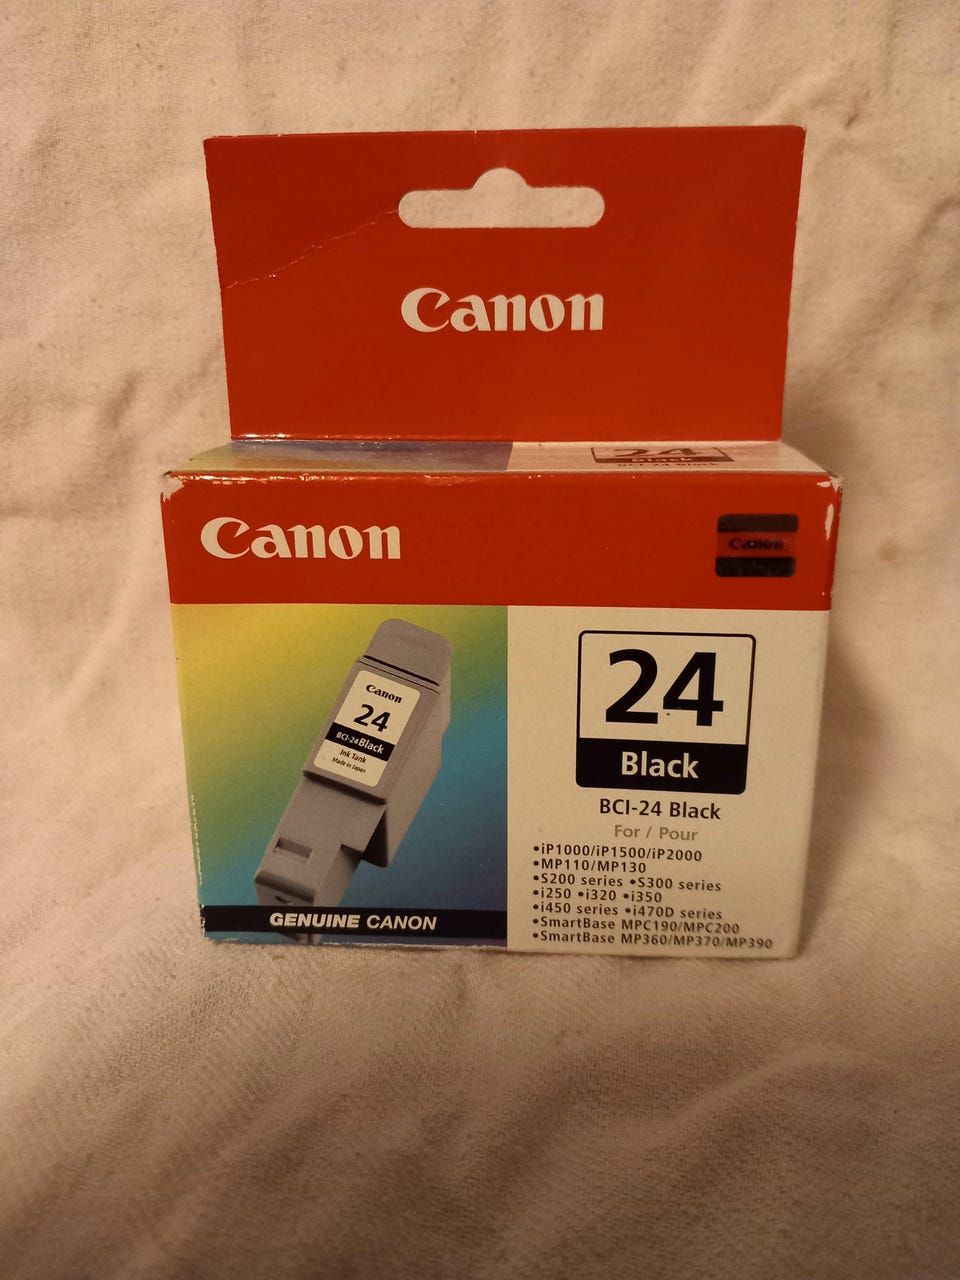 Canon
24
Black
BCI-24 Black
Canon
Canon
Canon
24
BCI-24Black
Ink Tank
Made in Japan
GENUINE CANON
24
Black
BCI-24 Black
For / Pour
•iP1000/iP1500/iP2000
•MP110/MP130
•S200 series •S300 series
•i250 •i320 •i350
•i450 series •i470D series
•SmartBase MPC190/MPC200
•SmartBase MP360/MP370/MP390